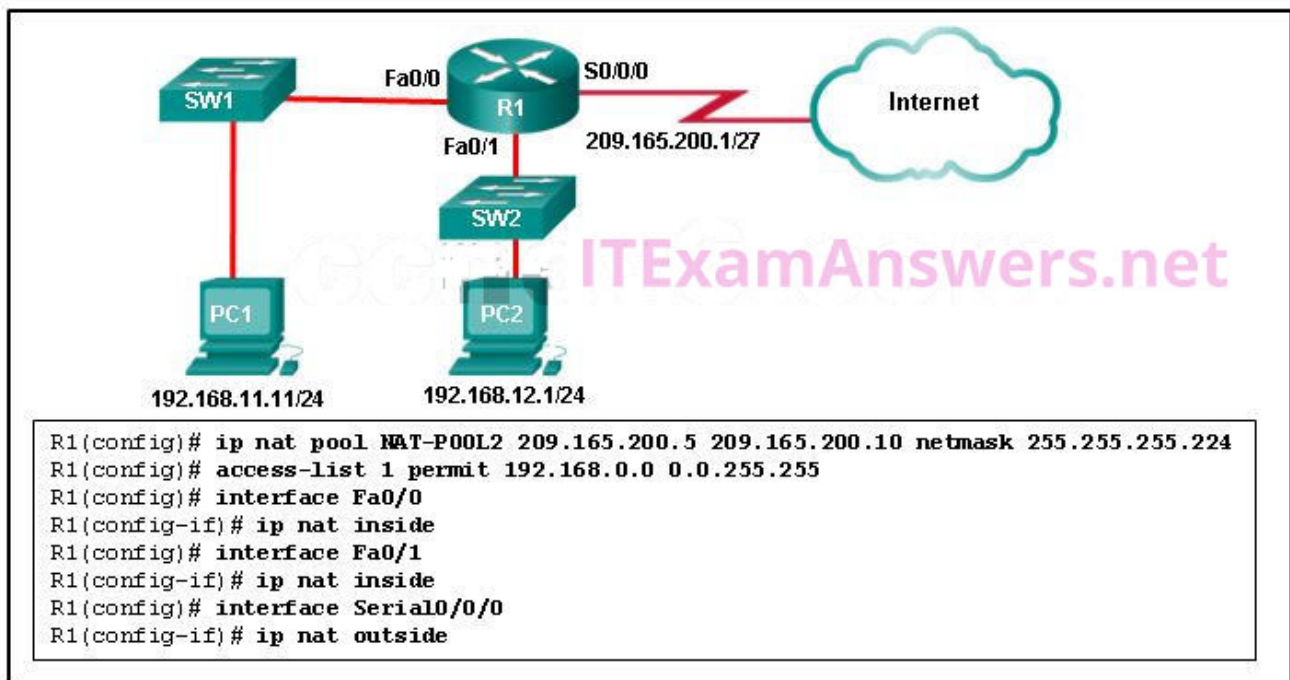 Fa0/0
S0/0/0
SW1
R1
Internet
Fa0/1
209.165.200.1/27
SW2
ITExamAnswers.net
PC1
PC2
192.168.11.11/24
192.168.12.1/24
R1(config)# ip nat pool NAT-POOL2 209.165.200.5 209.165.200.10 netmask 255.255.255.224
R1(config)# access-list 1 permit 192.168.0.0 0.0.255.255
R1(config)# interface Fa0/0
R1(config-if)# ip nat inside
R1(config)# interface Fa0/1
R1(config-if)# ip nat inside
R1(config)# interface Serial0/0/0
R1(config-if)# ip nat outside